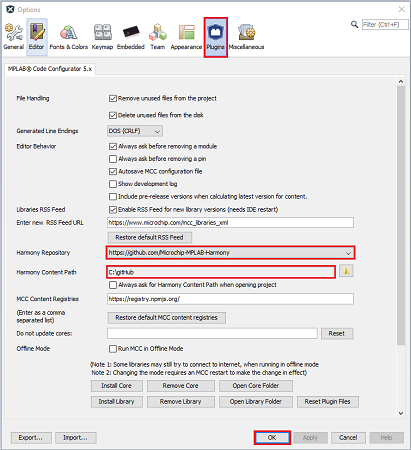 Options
Filter (Ctrl+F)
General Editor Fonts & Colors Keymap Embedded Team Appearance Plugins Miscellaneous
MPLAB® Code Configurator 5.x
File Handling Remove unused files from the project
Delete unused files from the disk
Generated Line Endings DOS (CRLF)
Editor Behavior Always ask before removing a module
Always ask before removing a pin
Autosave MCC configuration file
Show development log
Include pre-release versions when calculating latest version for content.
Libraries RSS Feed Enable RSS Feed for new library versions (needs IDE restart)
Enter new RSS Feed URL https://www.microchip.com/mcc_libraries_xml
Restore default RSS Feed
Harmony Repository https://github.com/Microchip-MPLAB-Harmony
Harmony Content Path C:\gitHub
Always ask for Harmony Content Path when opening project
MCC Content Registries https://registry.npmjs.org/
(Enter as a comma Restore default MCC content registries
separated list)
Do not update cores: Reset
Offline Mode Run MCC in Offline Mode
(Note 1: Some libraries may still try to connect to internet, when running in offline mode
Note 2: Changing the mode requires an MCC restart to make the change in effect)
Install Core Remove Core Open Core Folder
Install Library Remove Library Open Library Folder Reset Plugin Files
Export... Import... OK Apply Cancel Help